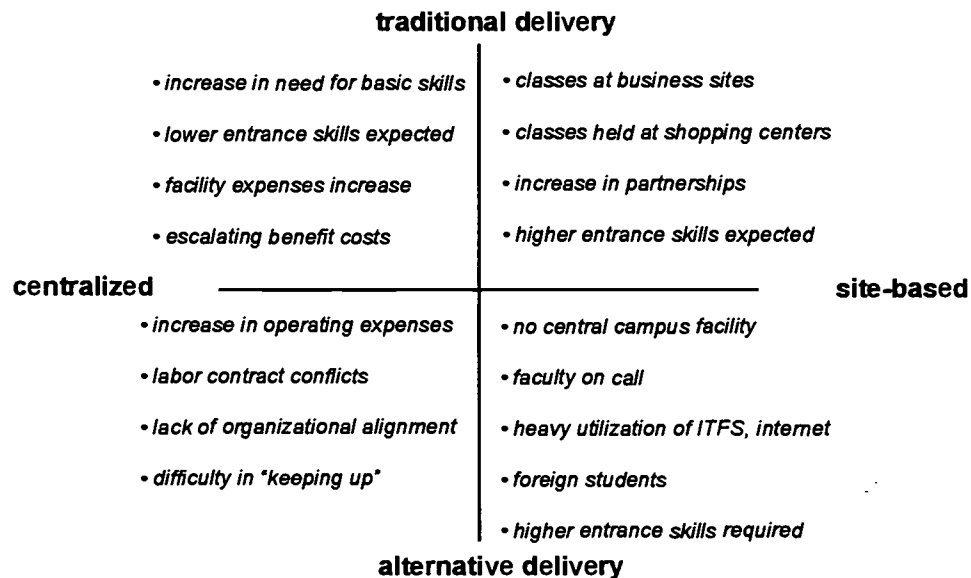 traditional delivery
• increase in need for basic skills
• lower entrance skills expected
• facility expenses increase
• escalating benefit costs
• classes at business sites
• classes held at shopping centers
• increase in partnerships
• higher entrance skills expected
centralized
site-based
• increase in operating expenses
• labor contract conflicts
• lack of organizational alignment
• difficulty in "keeping up"
• no central campus facility
• faculty on call
• heavy utilization of ITFS, internet
• foreign students
• higher entrance skills required
alternative delivery